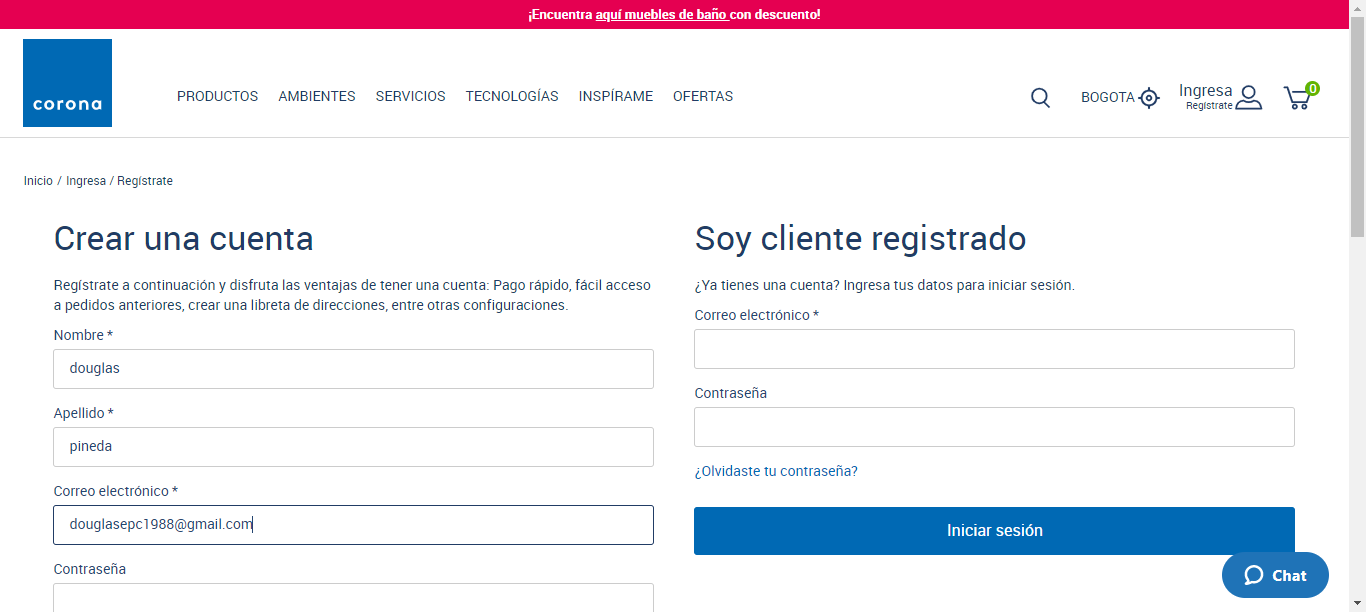 ¡Encuentra aquí muebles de baño con descuento!
corona
PRODUCTOS AMBIENTES SERVICIOS TECNOLOGÍAS INSPÍRAME OFERTAS
BOGOTA
Ingresa
Regístrate
0
Inicio / Ingresa / Regístrate
Crear una cuenta
Regístrate a continuación y disfruta las ventajas de tener una cuenta: Pago rápido, fácil acceso
a pedidos anteriores, crear una libreta de direcciones, entre otras configuraciones.
Nombre *
douglas
Apellido *
pineda
Correo electrónico *
douglasepc1988@gmail.com
Contraseña
Soy cliente registrado
¿Ya tienes una cuenta? Ingresa tus datos para iniciar sesión.
Correo electrónico *
Contraseña
¿Olvidaste tu contraseña?
Iniciar sesión
Chat